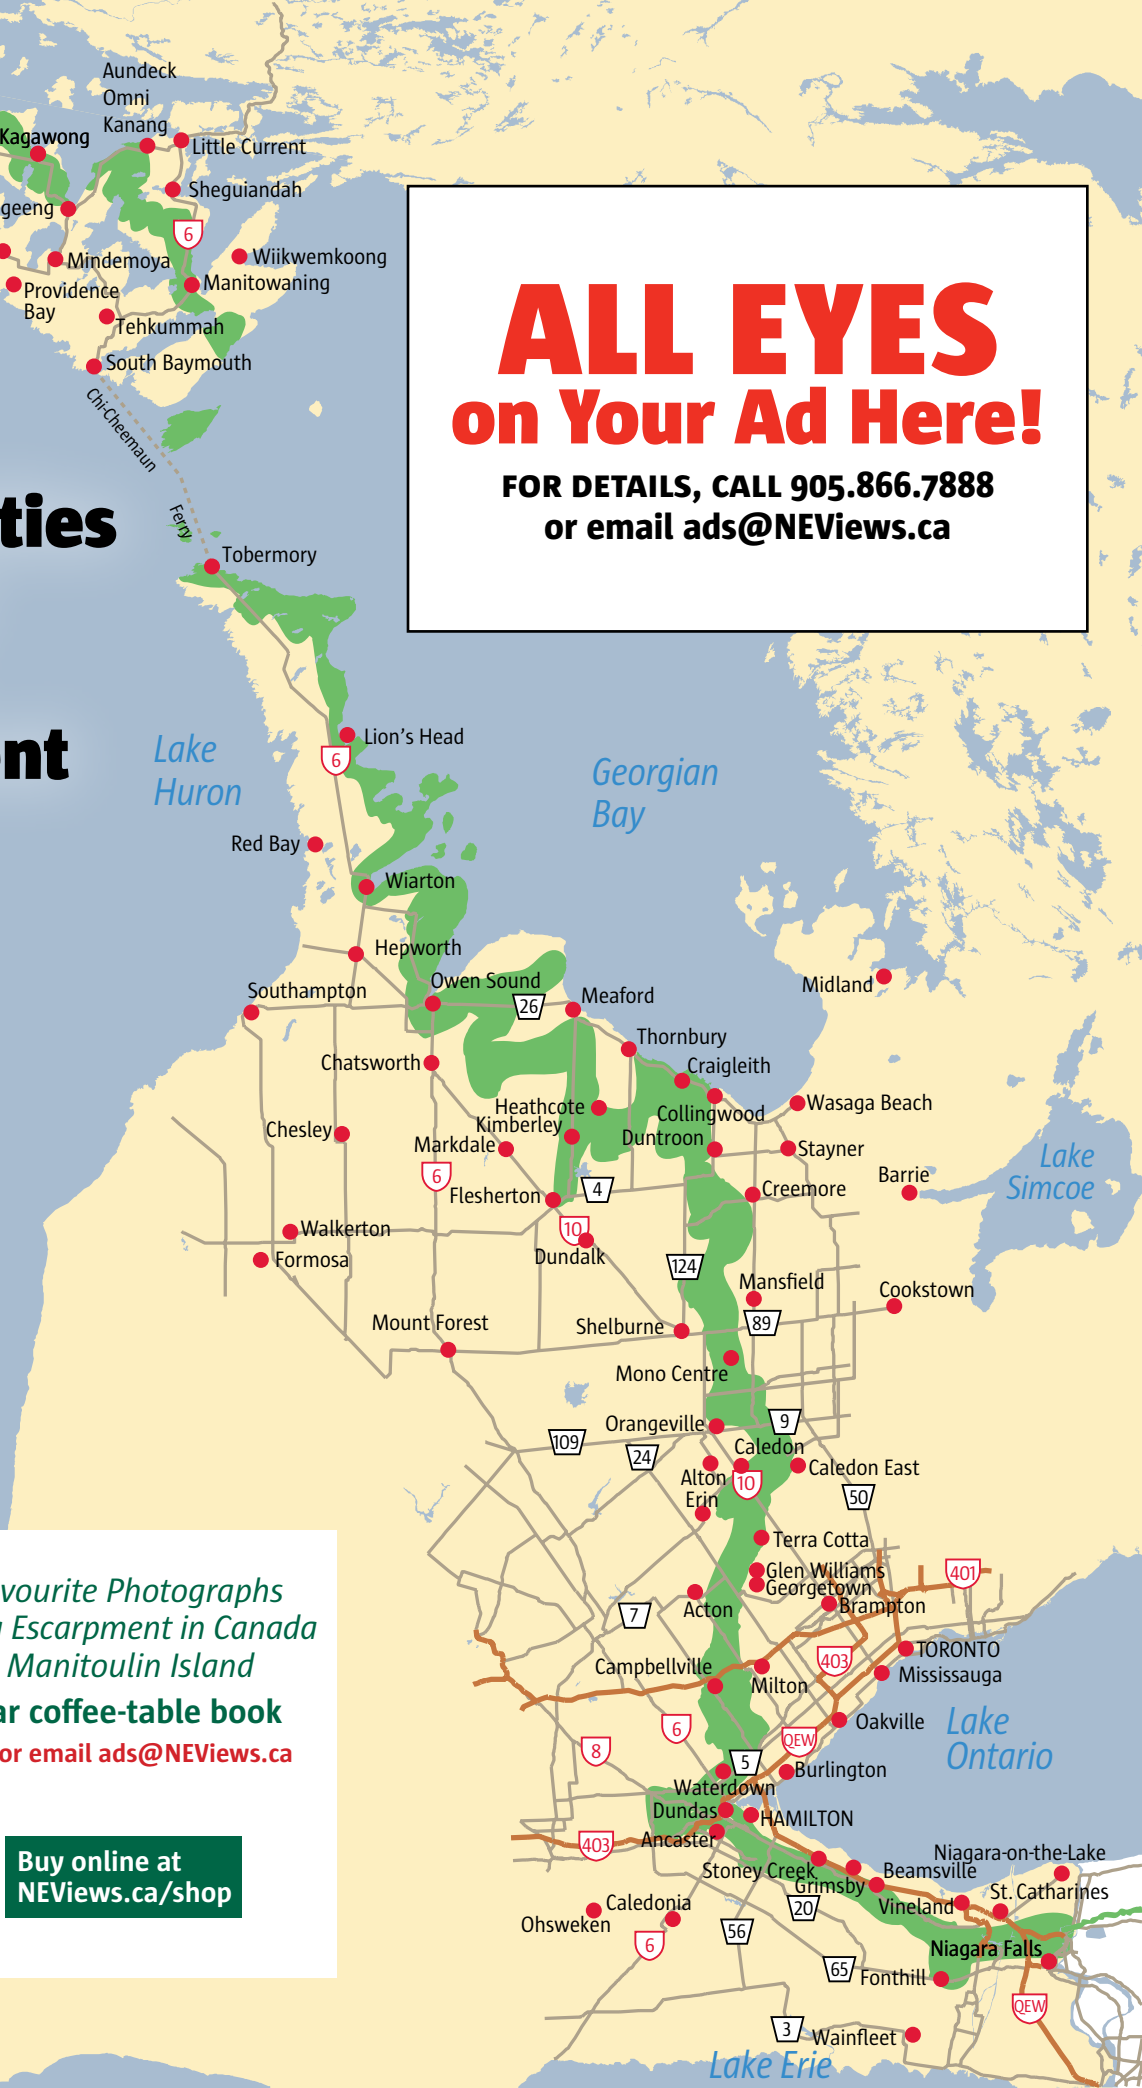 Aundeck
Omni
Kanang
Kagawong
Little Current
Sheguiandah
geeng
6
Mindemoya
Wiikwemkoong
Providence
Bay
Manitowaning
Tehkummah
South Baymouth
Chi-Cheemaun
Ferry
ALL EYES
on Your Ad Here!
FOR DETAILS, CALL 905.866.7888
or email ads@NEViews.ca
ties
Tobermory
nt
Lake
Huron
Lion's Head
6
Georgian
Bay
Red Bay
Wiarton
Hepworth
Owen Sound
Southampton
26
Meaford
Midland
Thornbury
Chatsworth
Craigleith
Heathcote
Collingwood
Wasaga Beach
Kimberley
Chesley
Markdale
Duntroon
Stayner
Lake
Simcoe
6
Barrie
Flesherton
4
Creemore
Walkerton
10
Formosa
Dundalk
124
Mansfield
Cookstown
Mount Forest
Shelburne
89
Mono Centre
Orangeville
9
109
24
Caledon
Alton
10
Caledon East
Erin
50
Terra Cotta
Glen Williams
Georgetown
401
Acton
7
Brampton
TORONTO
Campbellville
Milton
403
Mississauga
6
Oakville
Lake
Ontario
8
QEW
5
Burlington
Waterdown
Dundas
HAMILTON
403
Ancaster
Stoney Creek
Beamsville
Niagara-on-the-Lake
Grimsby
St. Catharines
Vineland
Caledonia
20
Ohsweken
56
6
Niagara Falls
65
Fonthill
QEW
3
Wainfleet
Lake Erie
vourite Photographs
Escarpment in Canada
Manitoulin Island
ar coffee-table book
or email ads@NEViews.ca
Buy online at
NEViews.ca/shop